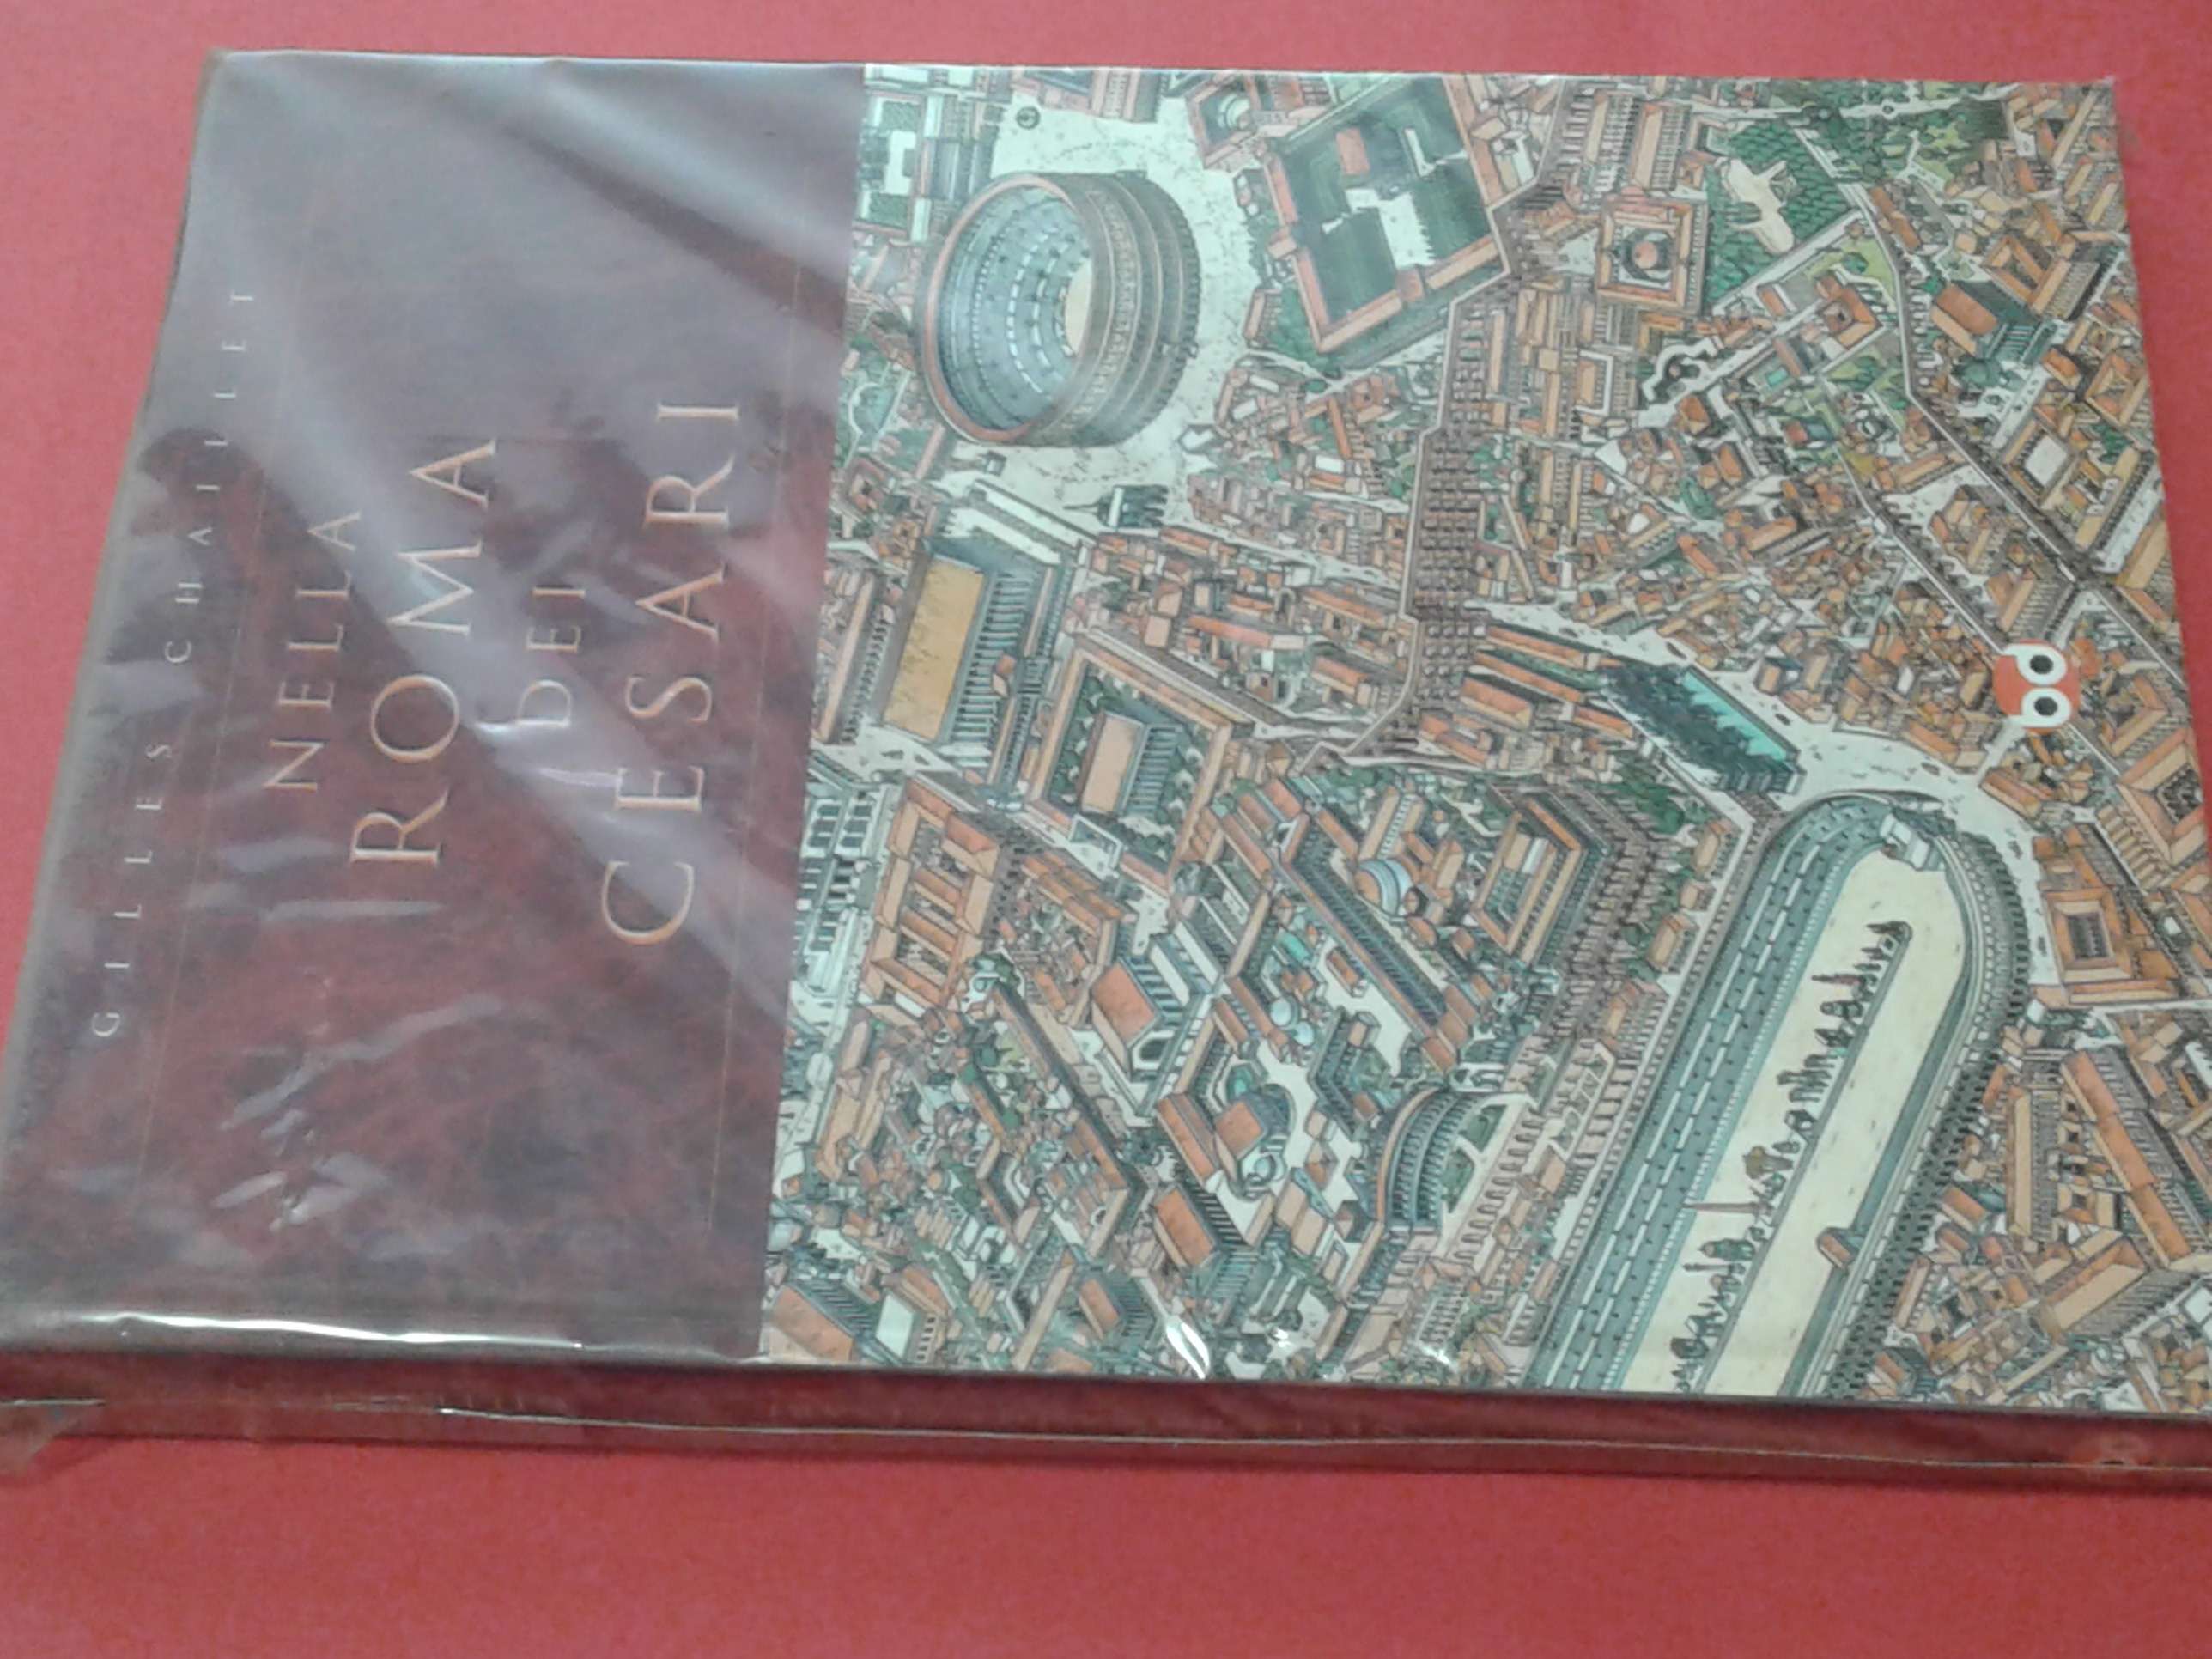 GILLES CHAILLET
NELLA
ROMA
DEI
CESARI